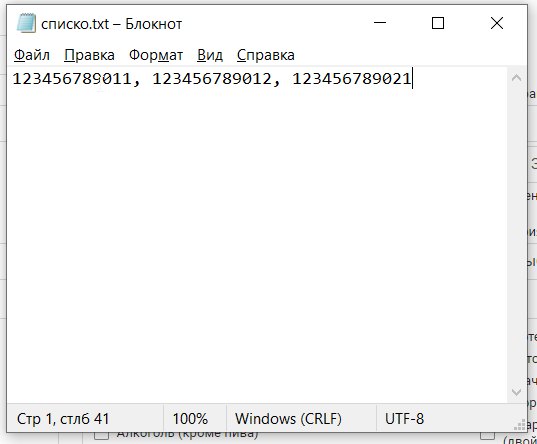 списко.txt – Блокнот
Файл Правка Формат Вид Справка
123456789011, 123456789012, 123456789021
Стр 1, стлб 41 100% Windows (CRLF) UTF-8
Алкоголь (кроме пива)